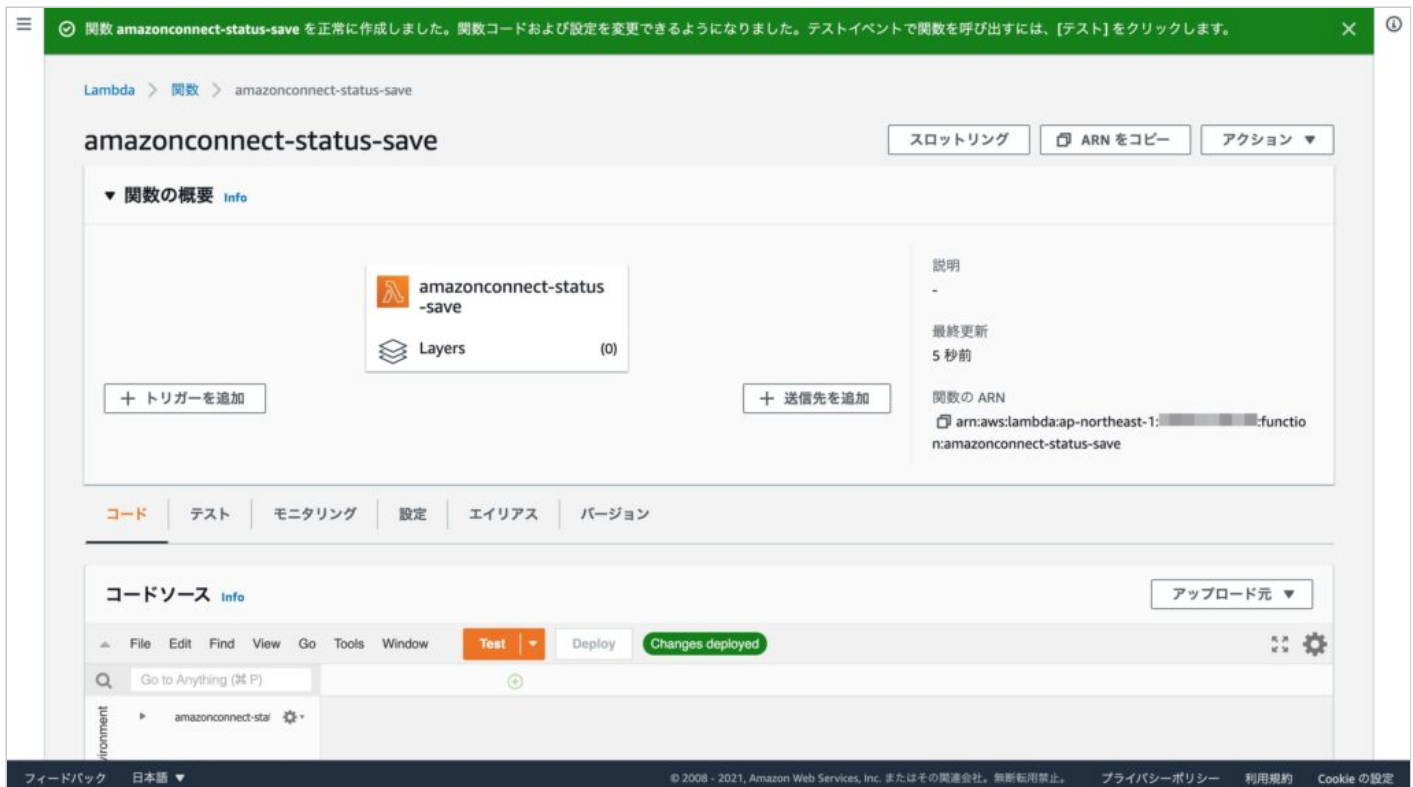 関数 amazonconnect-status-save を正常に作成しました。関数コードおよび設定を変更できるようになりました。テストイベントで関数を呼び出すには、[テスト] をクリックします。
Lambda > 関数 > amazonconnect-status-save
amazonconnect-status-save
スロットリング
ARN をコピー
アクション ▼
▼ 関数の概要 Info
amazonconnect-status
-save
Layers (0)
+ トリガーを追加
+ 送信先を追加
説明
-
最終更新
5 秒前
関数の ARN
arn:aws:lambda:ap-northeast-1: :functio
n:amazonconnect-status-save
コード テスト モニタリング 設定 エイリアス バージョン
コードソース Info
アップロード元 ▼
File Edit Find View Go Tools Window Test Deploy Changes deployed
Go to Anything (⌘ P)
amazonconnect-sta
フィードバック 日本語 ▼ © 2008 - 2021, Amazon Web Services, Inc. またはその関連会社。無断転用禁止。 プライバシーポリシー 利用規約 Cookie の設定